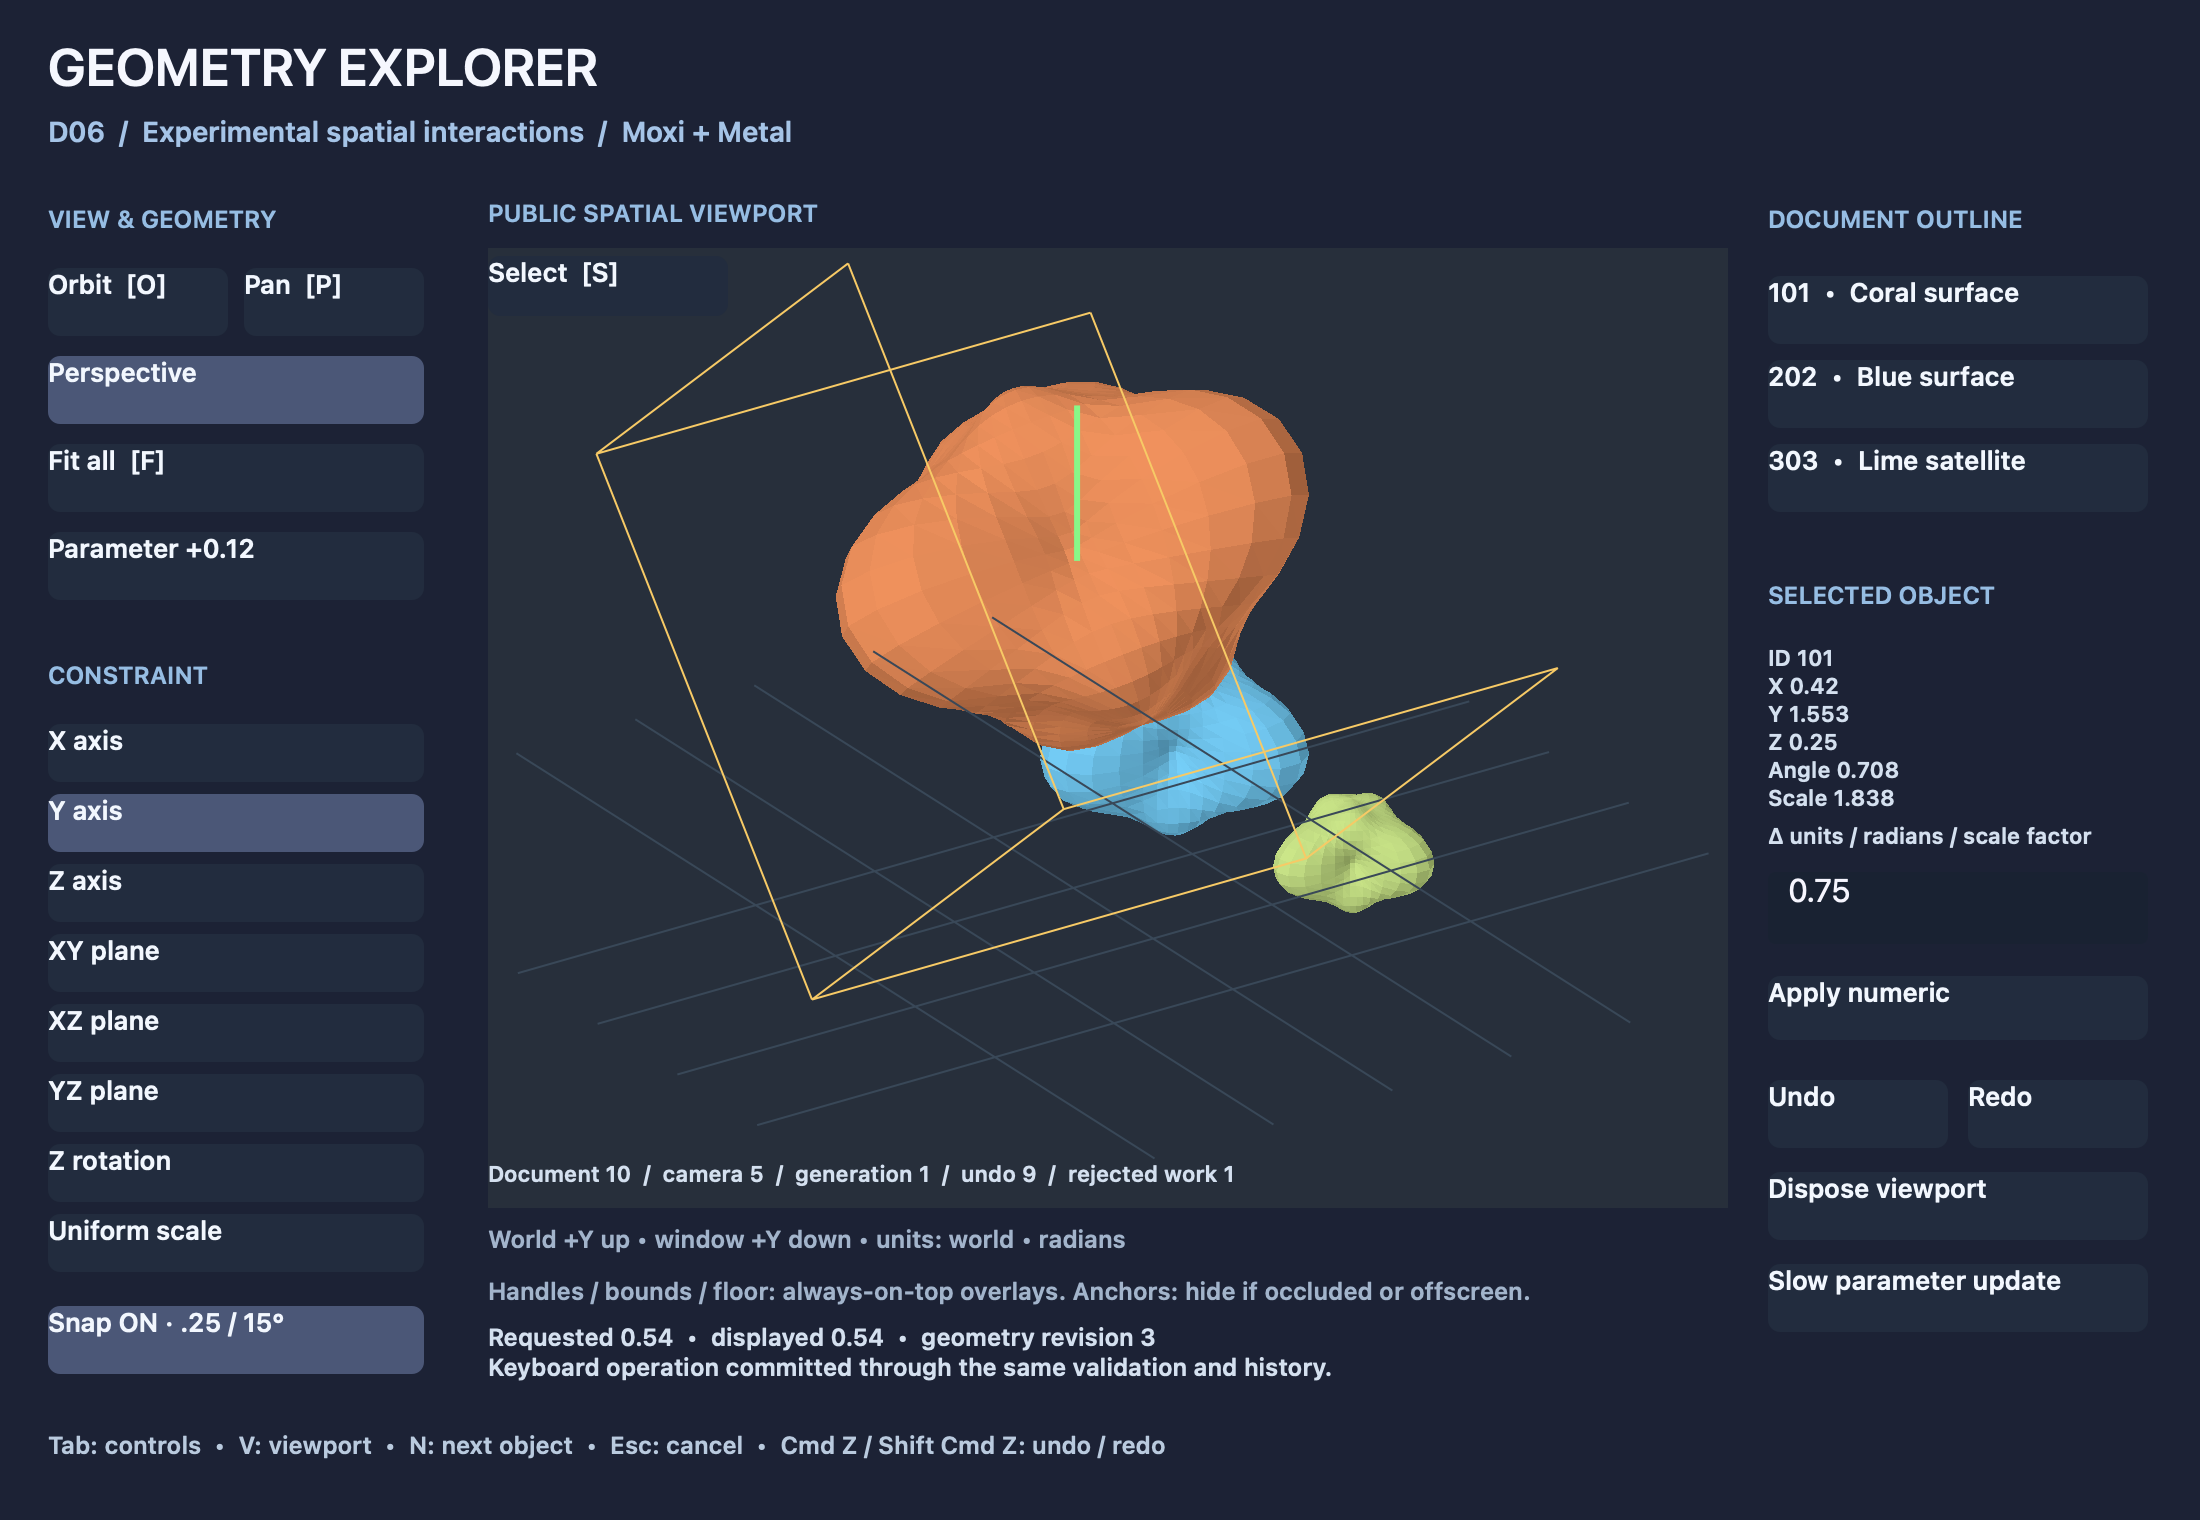 GEOMETRY EXPLORER
D06 / Experimental spatial interactions / Moxi + Metal
VIEW & GEOMETRY
Orbit [O]
Pan [P]
Perspective
Fit all [F]
Parameter +0.12
CONSTRAINT
X axis
Y axis
Z axis
XY plane
XZ plane
YZ plane
Z rotation
Uniform scale
Snap ON · .25 / 15°
PUBLIC SPATIAL VIEWPORT
Select [S]
Document 10 / camera 5 / generation 1 / undo 9 / rejected work 1
World +Y up • window +Y down • units: world • radians
Handles / bounds / floor: always-on-top overlays. Anchors: hide if occluded or offscreen.
Requested 0.54 • displayed 0.54 • geometry revision 3
Keyboard operation committed through the same validation and history.
DOCUMENT OUTLINE
101 • Coral surface
202 • Blue surface
303 • Lime satellite
SELECTED OBJECT
ID 101
X 0.42
Y 1.553
Z 0.25
Angle 0.708
Scale 1.838
Δ units / radians / scale factor
0.75
Apply numeric
Undo
Redo
Dispose viewport
Slow parameter update
Tab: controls • V: viewport • N: next object • Esc: cancel • Cmd Z / Shift Cmd Z: undo / redo